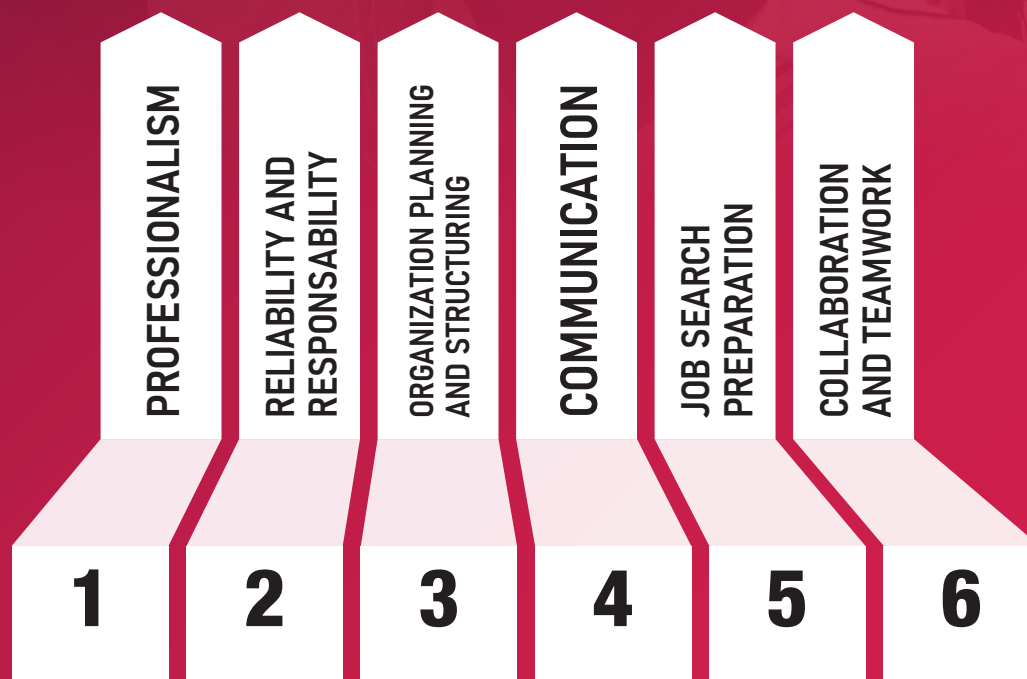 PROFESSIONALISM
RELIABILITY AND
RESPONSABILITY
ORGANIZATION PLANNING
AND STRUCTURING
COMMUNICATION
JOB SEARCH
PREPARATION
COLLABORATION
AND TEAMWORK
1
2
3
4
5
6